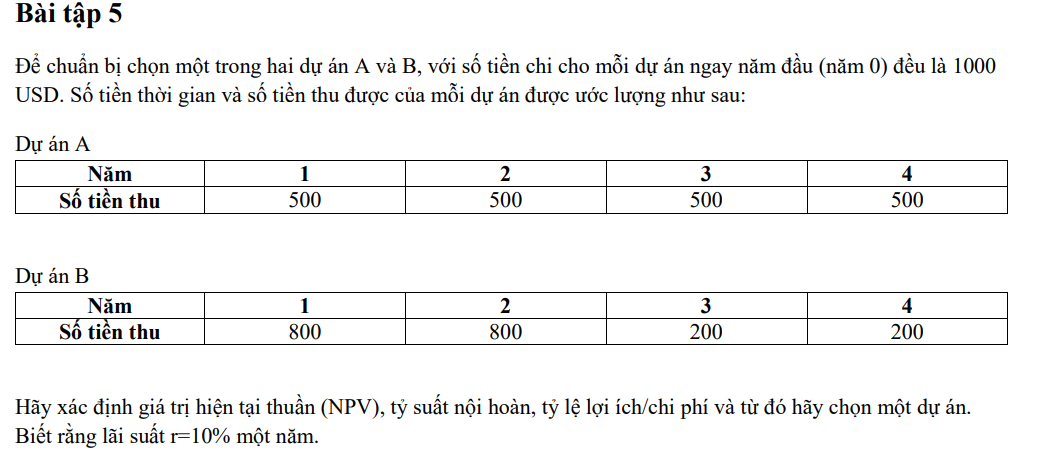 Bài tập 5
Để chuẩn bị chọn một trong hai dự án A và B, với số tiền chi cho mỗi dự án ngay năm đầu (năm 0) đều là 1000
USD. Số tiền thời gian và số tiền thu được của mỗi dự án được ước lượng như sau:
Dự án A
Năm 1 2 3 4
Số tiền thu 500 500 500 500
Dự án B
Năm 1 2 3 4
Số tiền thu 800 800 200 200
Hãy xác định giá trị hiện tại thuần (NPV), tỷ suất nội hoàn, tỷ lệ lợi ích/chi phí và từ đó hãy chọn một dự án.
Biết rằng lãi suất r=10% một năm.